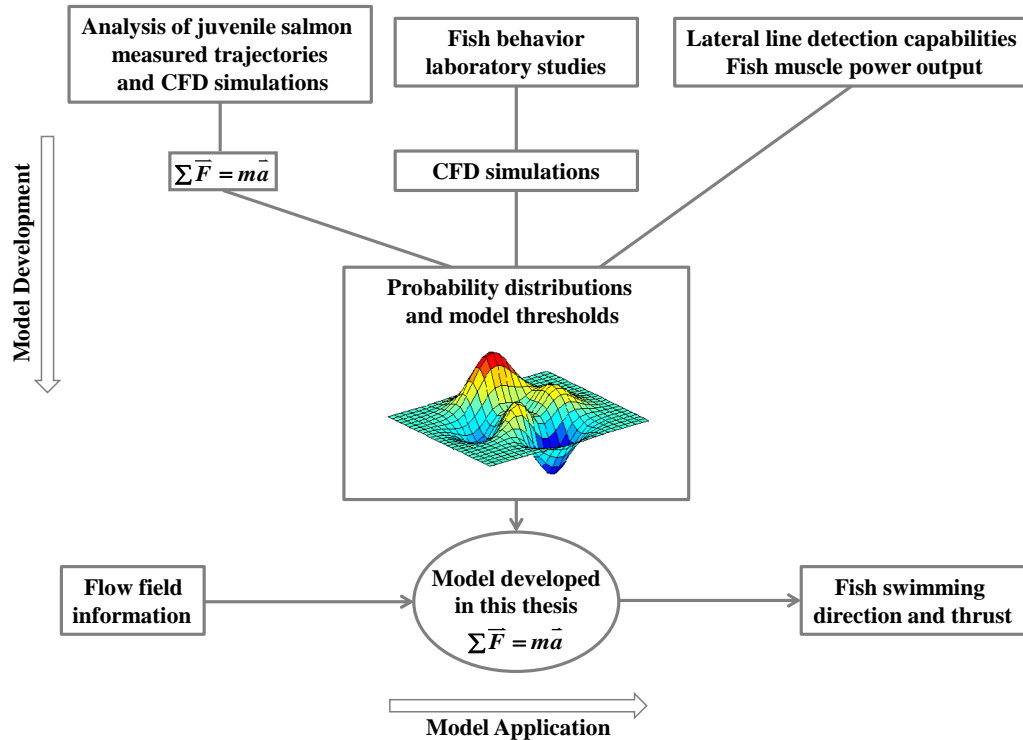 Analysis of juvenile salmon
measured trajectories
and CFD simulations
Fish behavior
laboratory studies
Lateral line detection capabilities
Fish muscle power output
∑F⃗ = ma⃗
CFD simulations
Model Development
Probability distributions
and model thresholds
Flow field
information
Model developed
in this thesis
∑F⃗ = ma⃗
Fish swimming
direction and thrust
Model Application